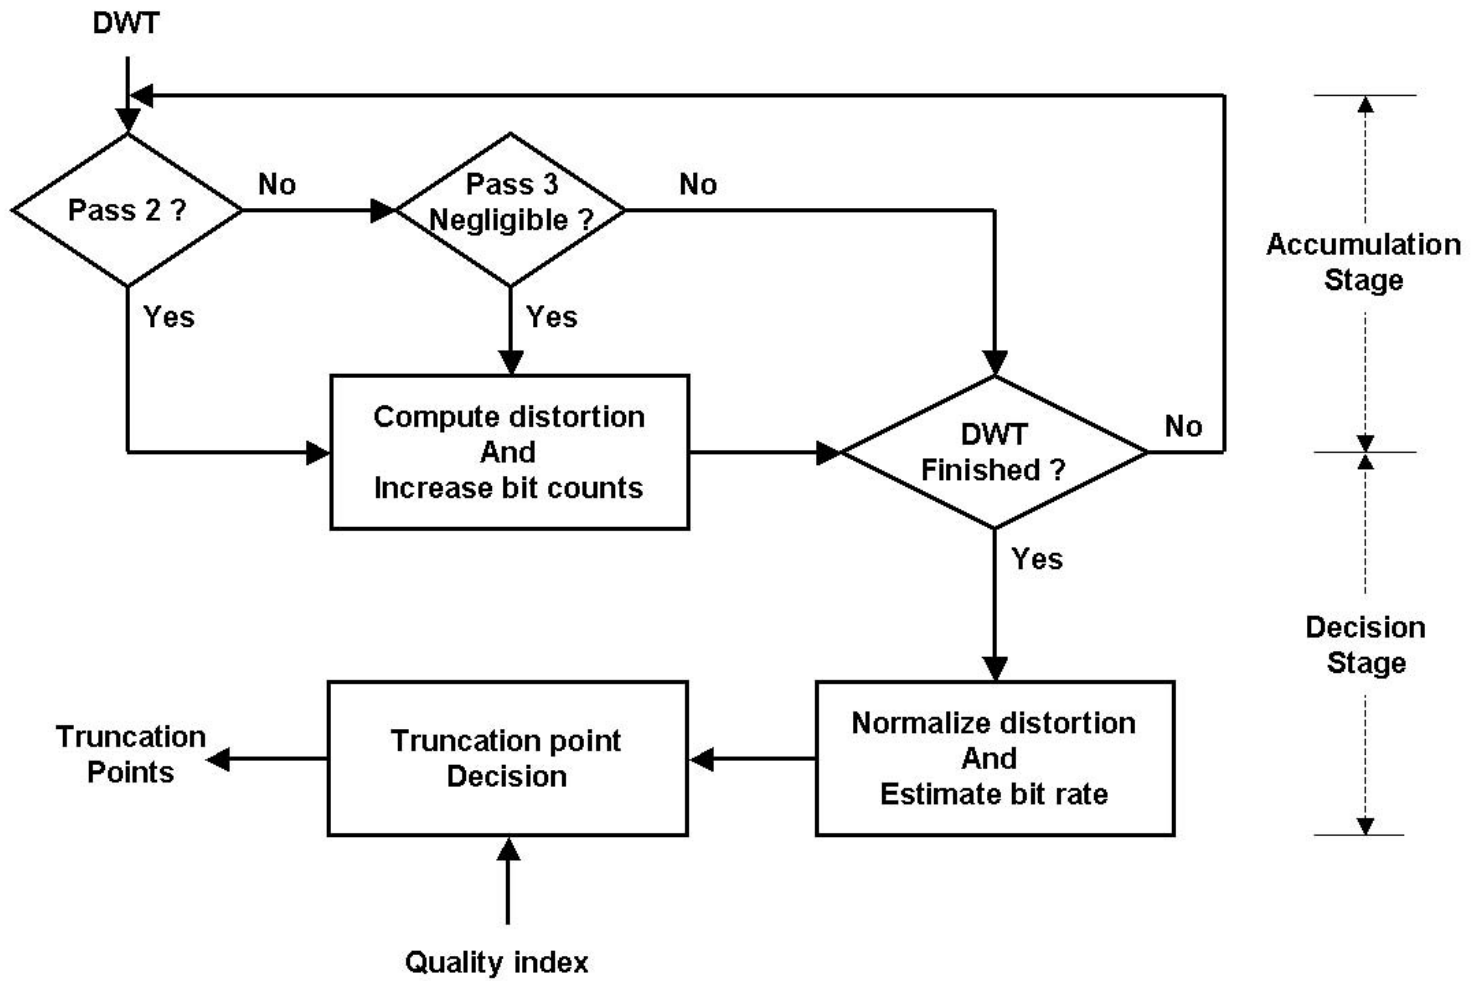 DWT
Pass 2 ?
No
Pass 3
Negligible ?
No
Yes
Yes
Accumulation
Stage
Compute distortion
And
Increase bit counts
DWT
Finished ?
No
Yes
Decision
Stage
Normalize distortion
And
Estimate bit rate
Truncation point
Decision
Truncation
Points
Quality index